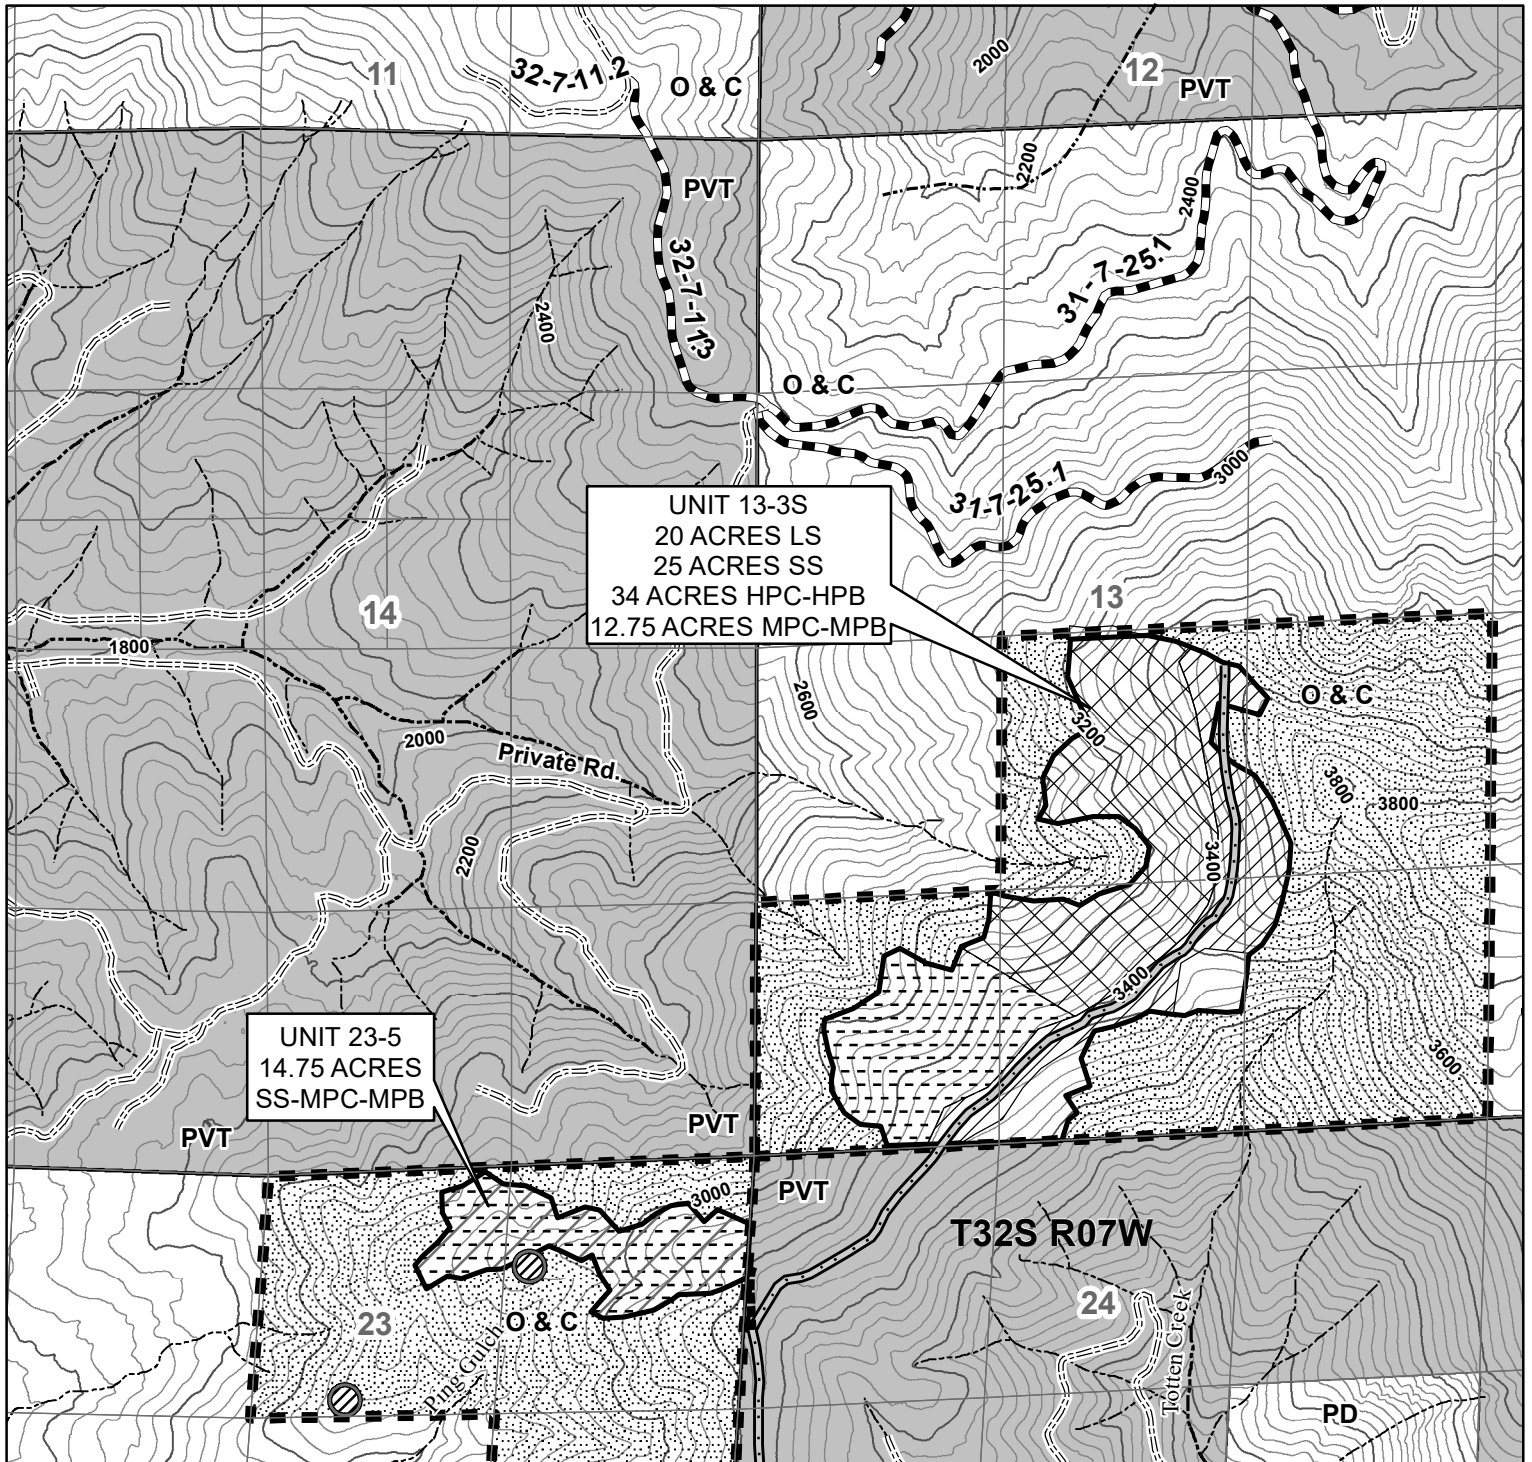 11
32-7-11.2
O & C
2000
12
PVT
2200
PVT
2400
32-7-11.3
31-7-25.1
2400
O & C
3000
31-7-25.1
UNIT 13-3S
20 ACRES LS
25 ACRES SS
34 ACRES HPC-HPB
12.75 ACRES MPC-MPB
13
14
1800
2600
O & C
3200
2000
Private Rd.
3800
3800
2200
3400
3400
UNIT 23-5
14.75 ACRES
SS-MPC-MPB
3600
PVT
PVT
PVT
3000
T32S R07W
23
O & C
24
Ping Gulch
Totten Creek
PD